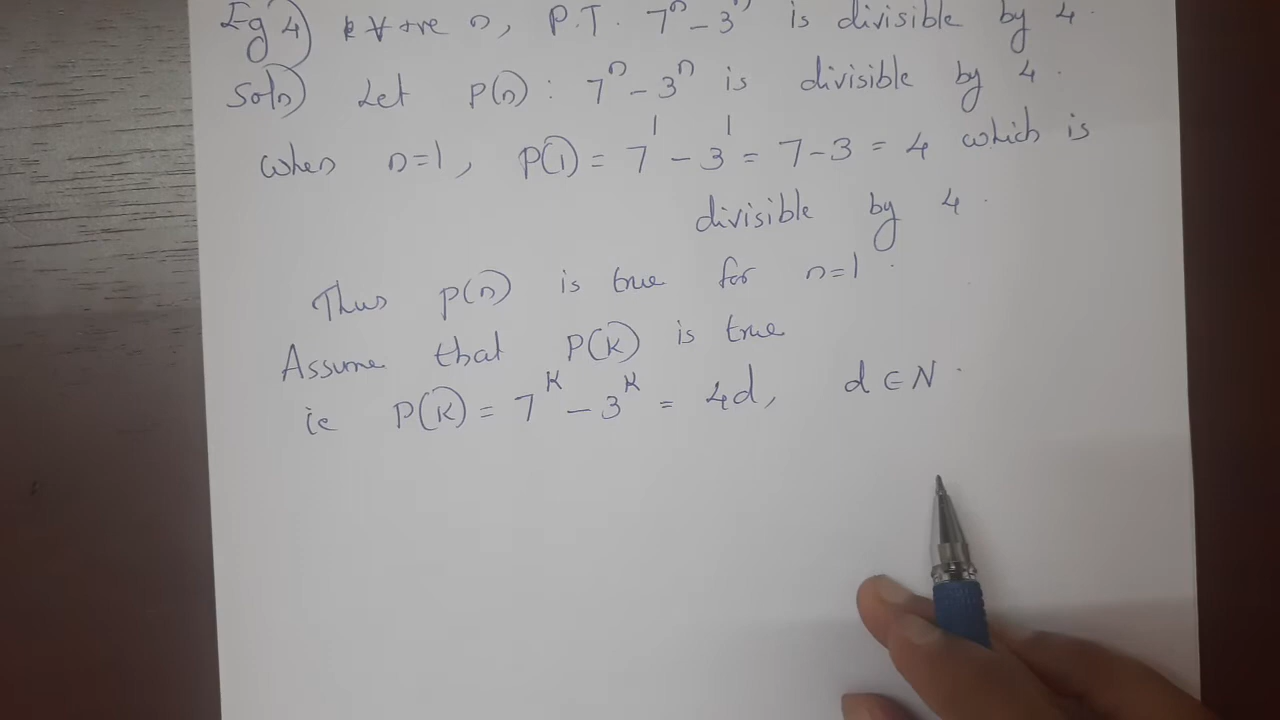 Eg 4) ∀ +ve n, P.T. 7ⁿ - 3ⁿ is divisible by 4.
Soln) Let P(n) : 7ⁿ - 3ⁿ is divisible by 4.
When n=1, P(1) = 7¹ - 3¹ = 7-3 = 4 which is
divisible by 4.
Thus P(n) is true for n=1.
Assume that P(k) is true
ie P(k) = 7ᵏ - 3ᵏ = 4d, d ∈ N.